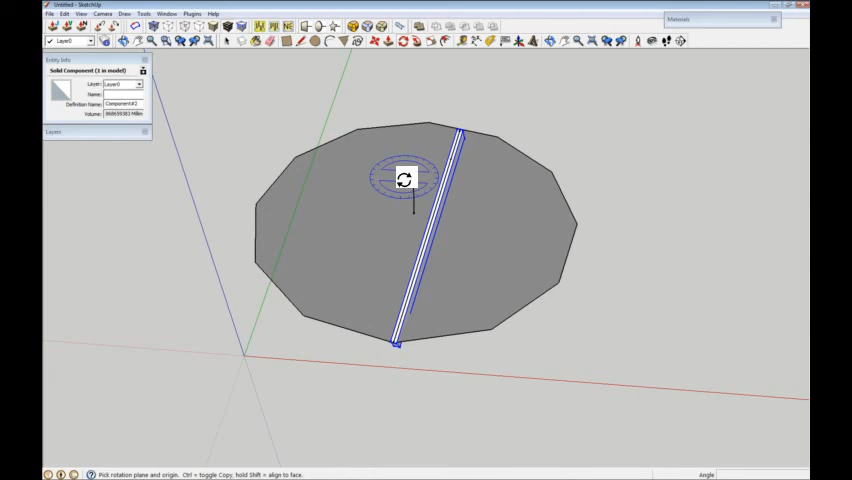 Untitled - SketchUp
File Edit View Camera Draw Tools Window Plugins Help
Layer0
Materials
Entity Info
Solid Component (1 in model)
Layer: Layer0
Name:
Definition Name: Component#2
Volume:
Layers
Pick rotation plane and origin. Ctrl = toggle Copy, hold Shift = align to face.
Angle